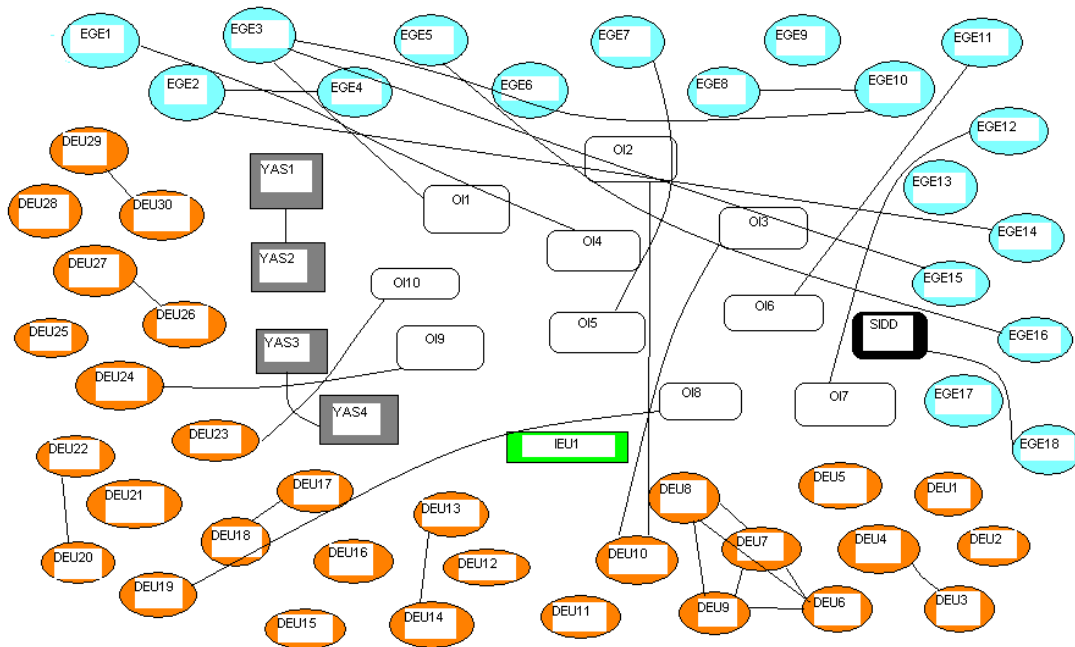 EGE1
EGE3
EGE5
EGE7
EGE9
EGE11
EGE2
EGE4
EGE6
EGE8
EGE10
EGE12
DEU29
OI2
YAS1
EGE13
DEU28
DEU30
OI1
OI3
EGE14
OI4
YAS2
DEU27
EGE15
OI10
OI6
DEU26
OI5
DEU25
SIDD
EGE16
YAS3
OI9
DEU24
OI8
OI7
EGE17
YAS4
DEU23
IEU1
EGE18
DEU22
DEU5
DEU17
DEU8
DEU1
DEU21
DEU13
DEU18
DEU7
DEU4
DEU2
DEU20
DEU16
DEU12
DEU10
DEU19
DEU9
DEU6
DEU3
DEU14
DEU11
DEU15